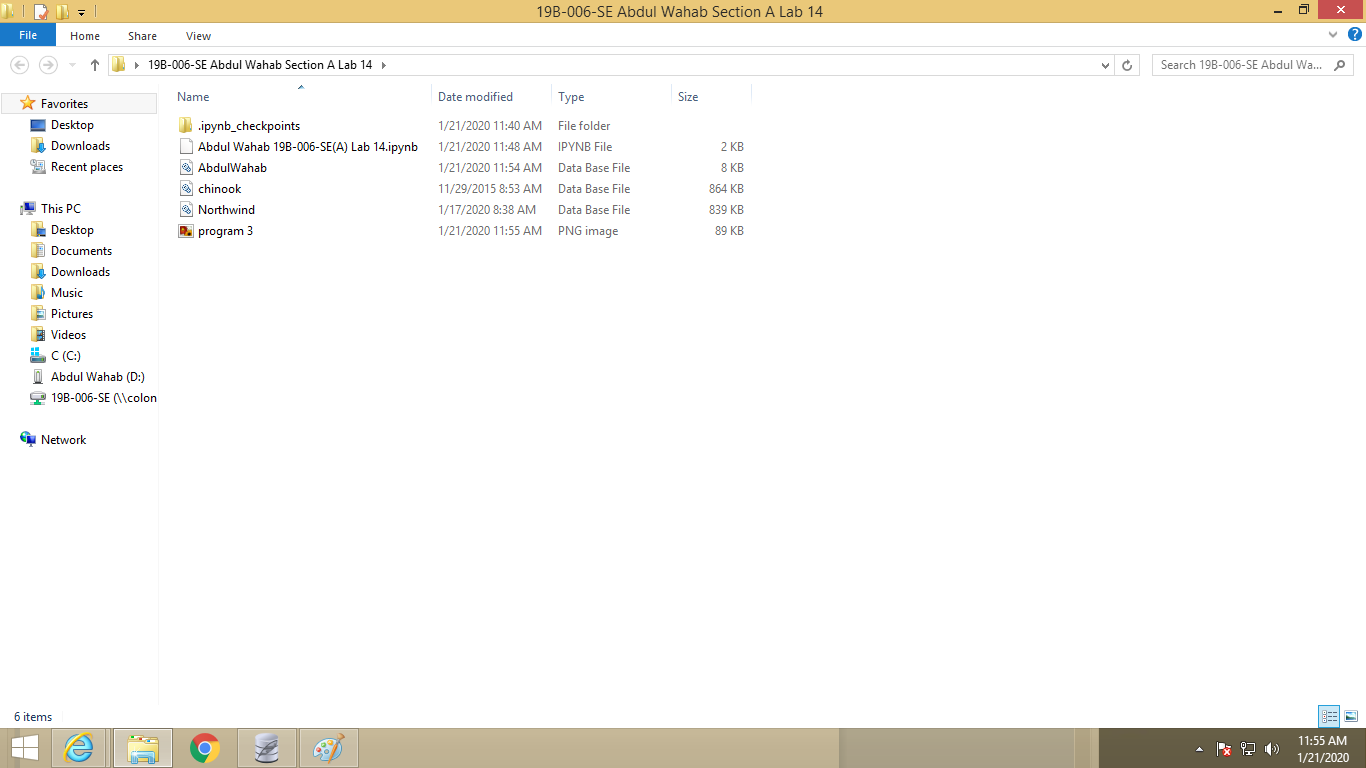 19B-006-SE Abdul Wahab Section A Lab 14
File Home Share View
19B-006-SE Abdul Wahab Section A Lab 14
Search 19B-006-SE Abdul Wa...
Name Date modified Type Size
Favorites
Desktop
Downloads
Recent places
This PC
Desktop
Documents
Downloads
Music
Pictures
Videos
C (C:)
Abdul Wahab (D:)
19B-006-SE (\\colon
Network
.ipynb_checkpoints 1/21/2020 11:40 AM File folder
Abdul Wahab 19B-006-SE(A) Lab 14.ipynb 1/21/2020 11:48 AM IPYNB File 2 KB
AbdulWahab 1/21/2020 11:54 AM Data Base File 8 KB
chinook 11/29/2015 8:53 AM Data Base File 864 KB
Northwind 1/17/2020 8:38 AM Data Base File 839 KB
program 3 1/21/2020 11:55 AM PNG image 89 KB
6 items
11:55 AM
1/21/2020